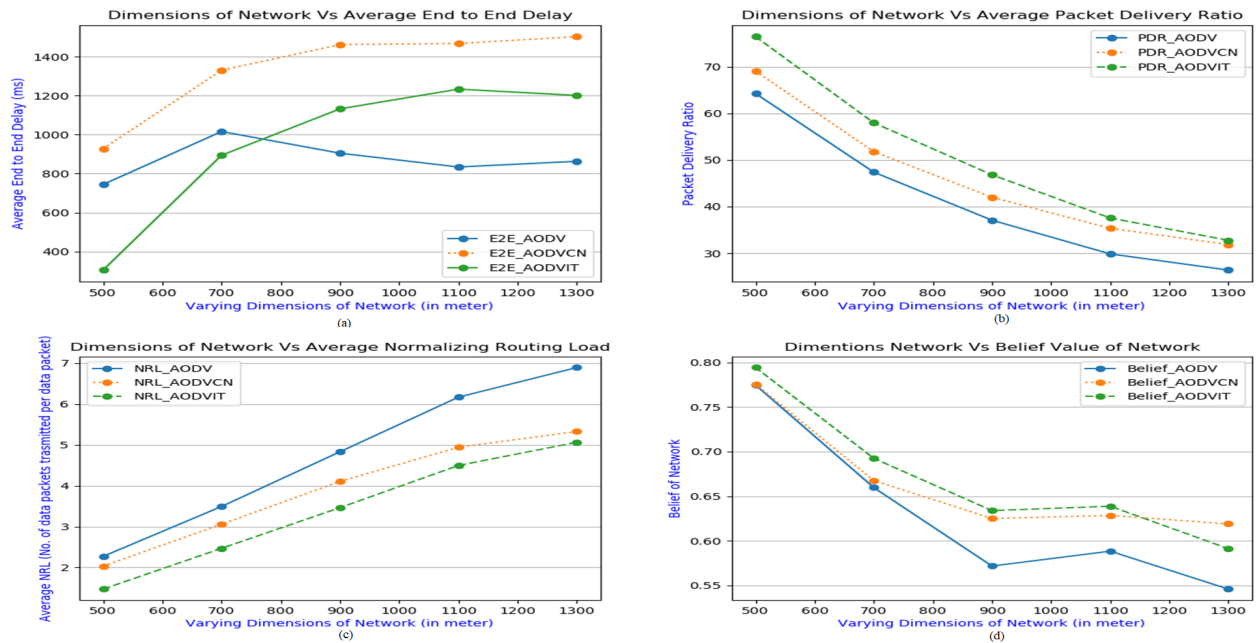 Dimensions of Network Vs Average End to End Delay
Average End to End Delay (ms)
1400
1200
1000
800
600
400
E2E_AODV
E2E_AODVCN
E2E_AODVIT
500 600 700 800 900 1000 1100 1200 1300
Varying Dimensions of Network (in meter)
(a)
Dimensions of Network Vs Average Packet Delivery Ratio
Packet Delivery Ratio
70
60
50
40
30
PDR_AODV
PDR_AODVCN
PDR_AODVIT
500 600 700 800 900 1000 1100 1200 1300
Varying Dimensions of Network (in meter)
(b)
Dimensions of Network Vs Average Normalizing Routing Load
Average NRL (No. of data packets trasmitted per data packet)
7
6
5
4
3
2
NRL_AODV
NRL_AODVCN
NRL_AODVIT
500 600 700 800 900 1000 1100 1200 1300
Varying Dimensions of Network (in meter)
(c)
Dimentions Network Vs Belief Value of Network
Belief of Network
0.80
0.75
0.70
0.65
0.60
0.55
Belief_AODV
Belief_AODVCN
Belief_AODVIT
500 600 700 800 900 1000 1100 1200 1300
Varying Dimensions of Network (in meter)
(d)